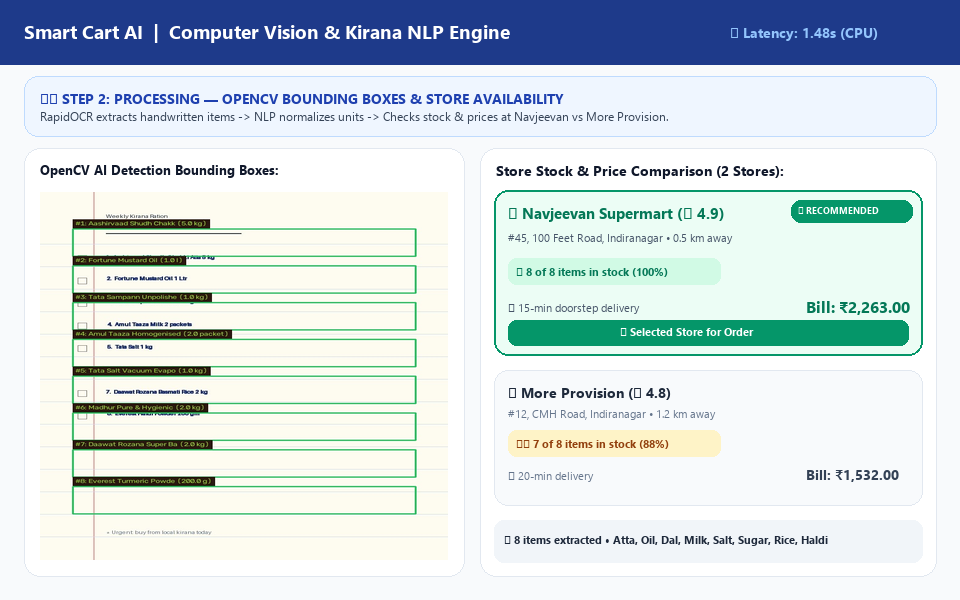 Smart Cart AI | Computer Vision & Kirana NLP Engine
Latency: 1.48s (CPU)
STEP 2: PROCESSING — OPENCV BOUNDING BOXES & STORE AVAILABILITY
RapidOCR extracts handwritten items -> NLP normalizes units -> Checks stock & prices at Navjeevan vs More Provision.
OpenCV AI Detection Bounding Boxes:
Weekly Kirana Ration
#1: Aashirvaad Shudh Chakk (5.0 kg)
#2: Fortune Mustard Oil (1.0 l)
2. Fortune Mustard Oil 1 Ltr
#3: Tata Sampann Unpolishe (1.0 kg)
4. Amul Taaza Milk 2 packets
#4: Amul Taaza Homogenised (2.0 packet)
5. Tata Salt 1 kg
#5: Tata Salt Vacuum Evapo (1.0 kg)
7. Daawat Rozana Basmati Rice 2 kg
#6: Madhur Pure & Hygienic (2.0 kg)
#7: Daawat Rozana Super Ba (2.0 kg)
#8: Everest Turmeric Powde (200.0 g)
Urgent buy from local kirana today
Store Stock & Price Comparison (2 Stores):
Navjeevan Supermart ( 4.9)
RECOMMENDED
#45, 100 Feet Road, Indiranagar • 0.5 km away
8 of 8 items in stock (100%)
15-min doorstep delivery
Bill: ₹2,263.00
Selected Store for Order
More Provision ( 4.8)
#12, CMH Road, Indiranagar • 1.2 km away
7 of 8 items in stock (88%)
20-min delivery
Bill: ₹1,532.00
8 items extracted • Atta, Oil, Dal, Milk, Salt, Sugar, Rice, Haldi